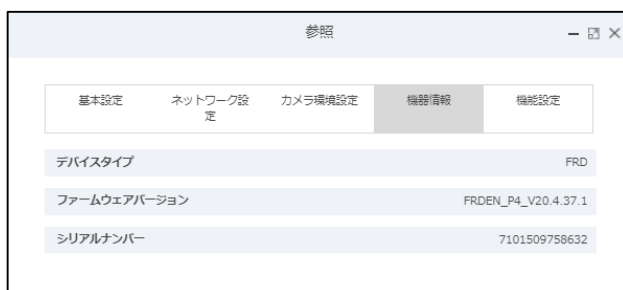 参照
基本設定
ネットワーク設
定
カメラ環境設定
機器情報
機能設定
デバイスタイプ FRD
ファームウェアバージョン FRDEN_P4_V20.4.37.1
シリアルナンバー 7101509758632